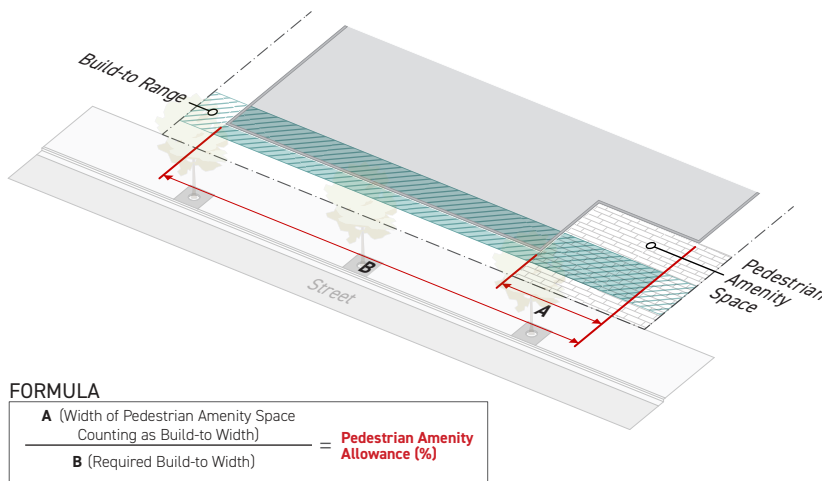 Build-to Range
B
Street
A
Pedestrian
Amenity
Space
FORMULA
A (Width of Pedestrian Amenity Space
Counting as Build-to Width)
B (Required Build-to Width)
= Pedestrian Amenity
Allowance (%)